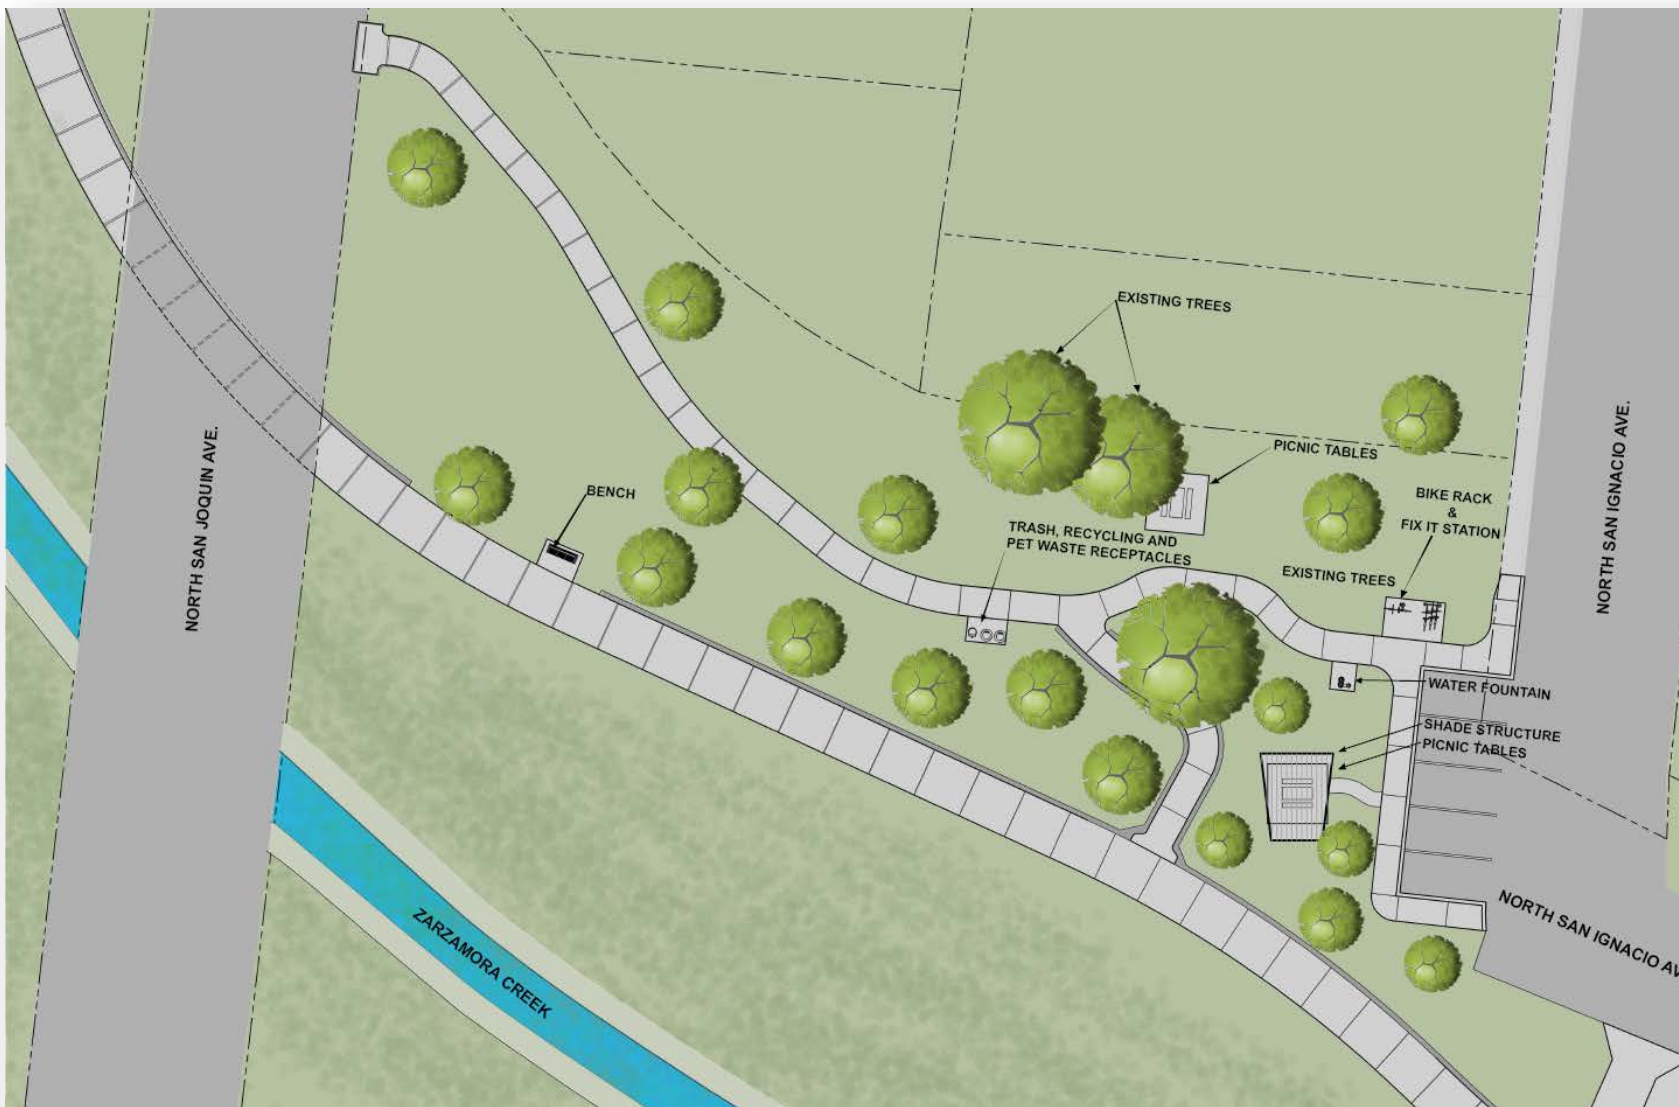 EXISTING TREES
PICNIC TABLES
BIKE RACK
&
FIX IT STATION
BENCH
TRASH, RECYCLING AND
PET WASTE RECEPTACLES
EXISTING TREES
NORTH SAN JOQUIN AVE.
NORTH SAN IGNACIO AVE.
WATER FOUNTAIN
SHADE STRUCTURE
PICNIC TABLES
NORTH SAN IGNACIO AV
ZARZAMORA CREEK